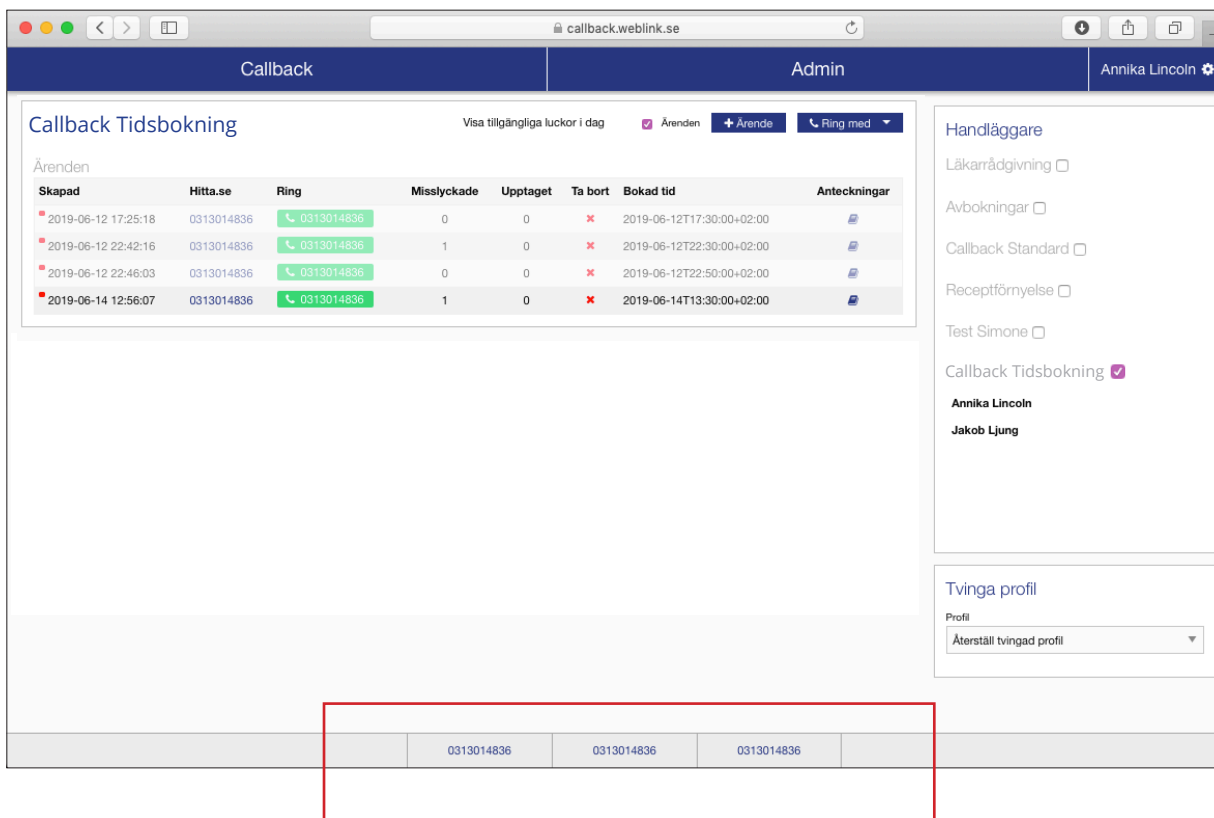 callback.weblink.se
Callback Admin Annika Lincoln
Callback Tidsbokning Visa tillgängliga luckor i dag Ärenden Ärende Ring med
Ärenden
Skapad Hitta.se Ring Misslyckade Upptaget Ta bort Bokad tid Anteckningar
2019-06-12 17:25:18 0313014836 0313014836 0 0 2019-06-12T17:30:00+02:00
2019-06-12 22:42:16 0313014836 0313014836 1 0 2019-06-12T22:30:00+02:00
2019-06-12 22:46:03 0313014836 0313014836 0 0 2019-06-12T22:50:00+02:00
2019-06-14 12:56:07 0313014836 0313014836 1 0 2019-06-14T13:30:00+02:00
Handläggare
Läkarrådgivning
Avbokningar
Callback Standard
Receptförnyelse
Test Simone
Callback Tidsbokning
Annika Lincoln
Jakob Ljung
Tvinga profil
Profil
Återställ tvingad profil
0313014836 0313014836 0313014836